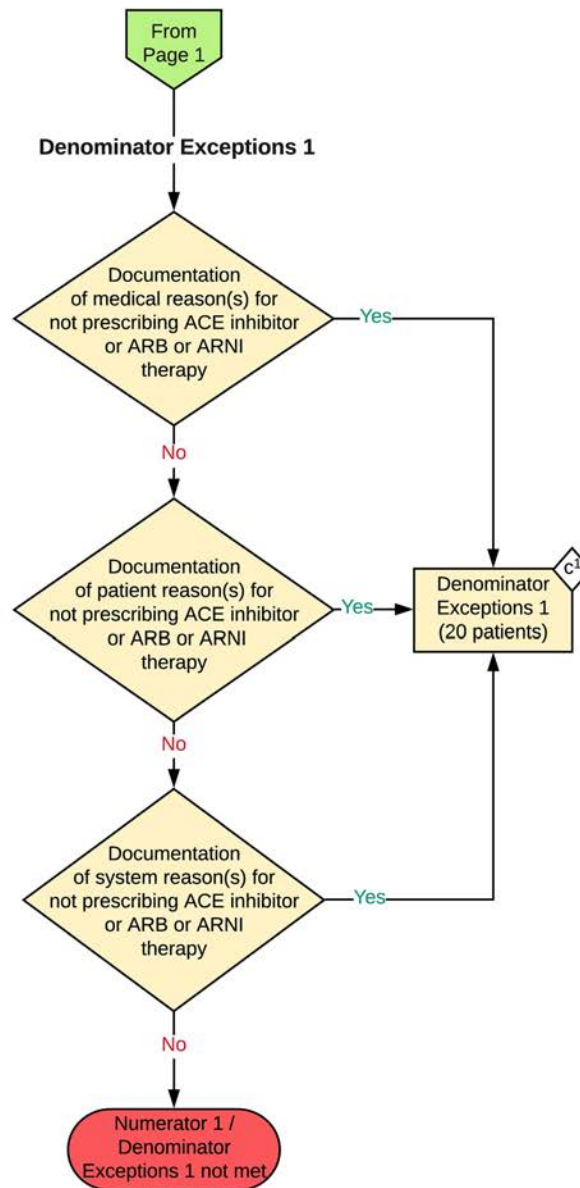 From
Page 1
Denominator Exceptions 1
Documentation
of medical reason(s) for
not prescribing ACE inhibitor
or ARB or ARNI
therapy
Yes
No
Documentation
of patient reason(s) for
not prescribing ACE inhibitor
or ARB or ARNI
therapy
Yes
c¹
Denominator
Exceptions 1
(20 patients)
No
Documentation
of system reason(s) for
not prescribing ACE inhibitor
or ARB or ARNI
therapy
Yes
No
Numerator 1 /
Denominator
Exceptions 1 not met